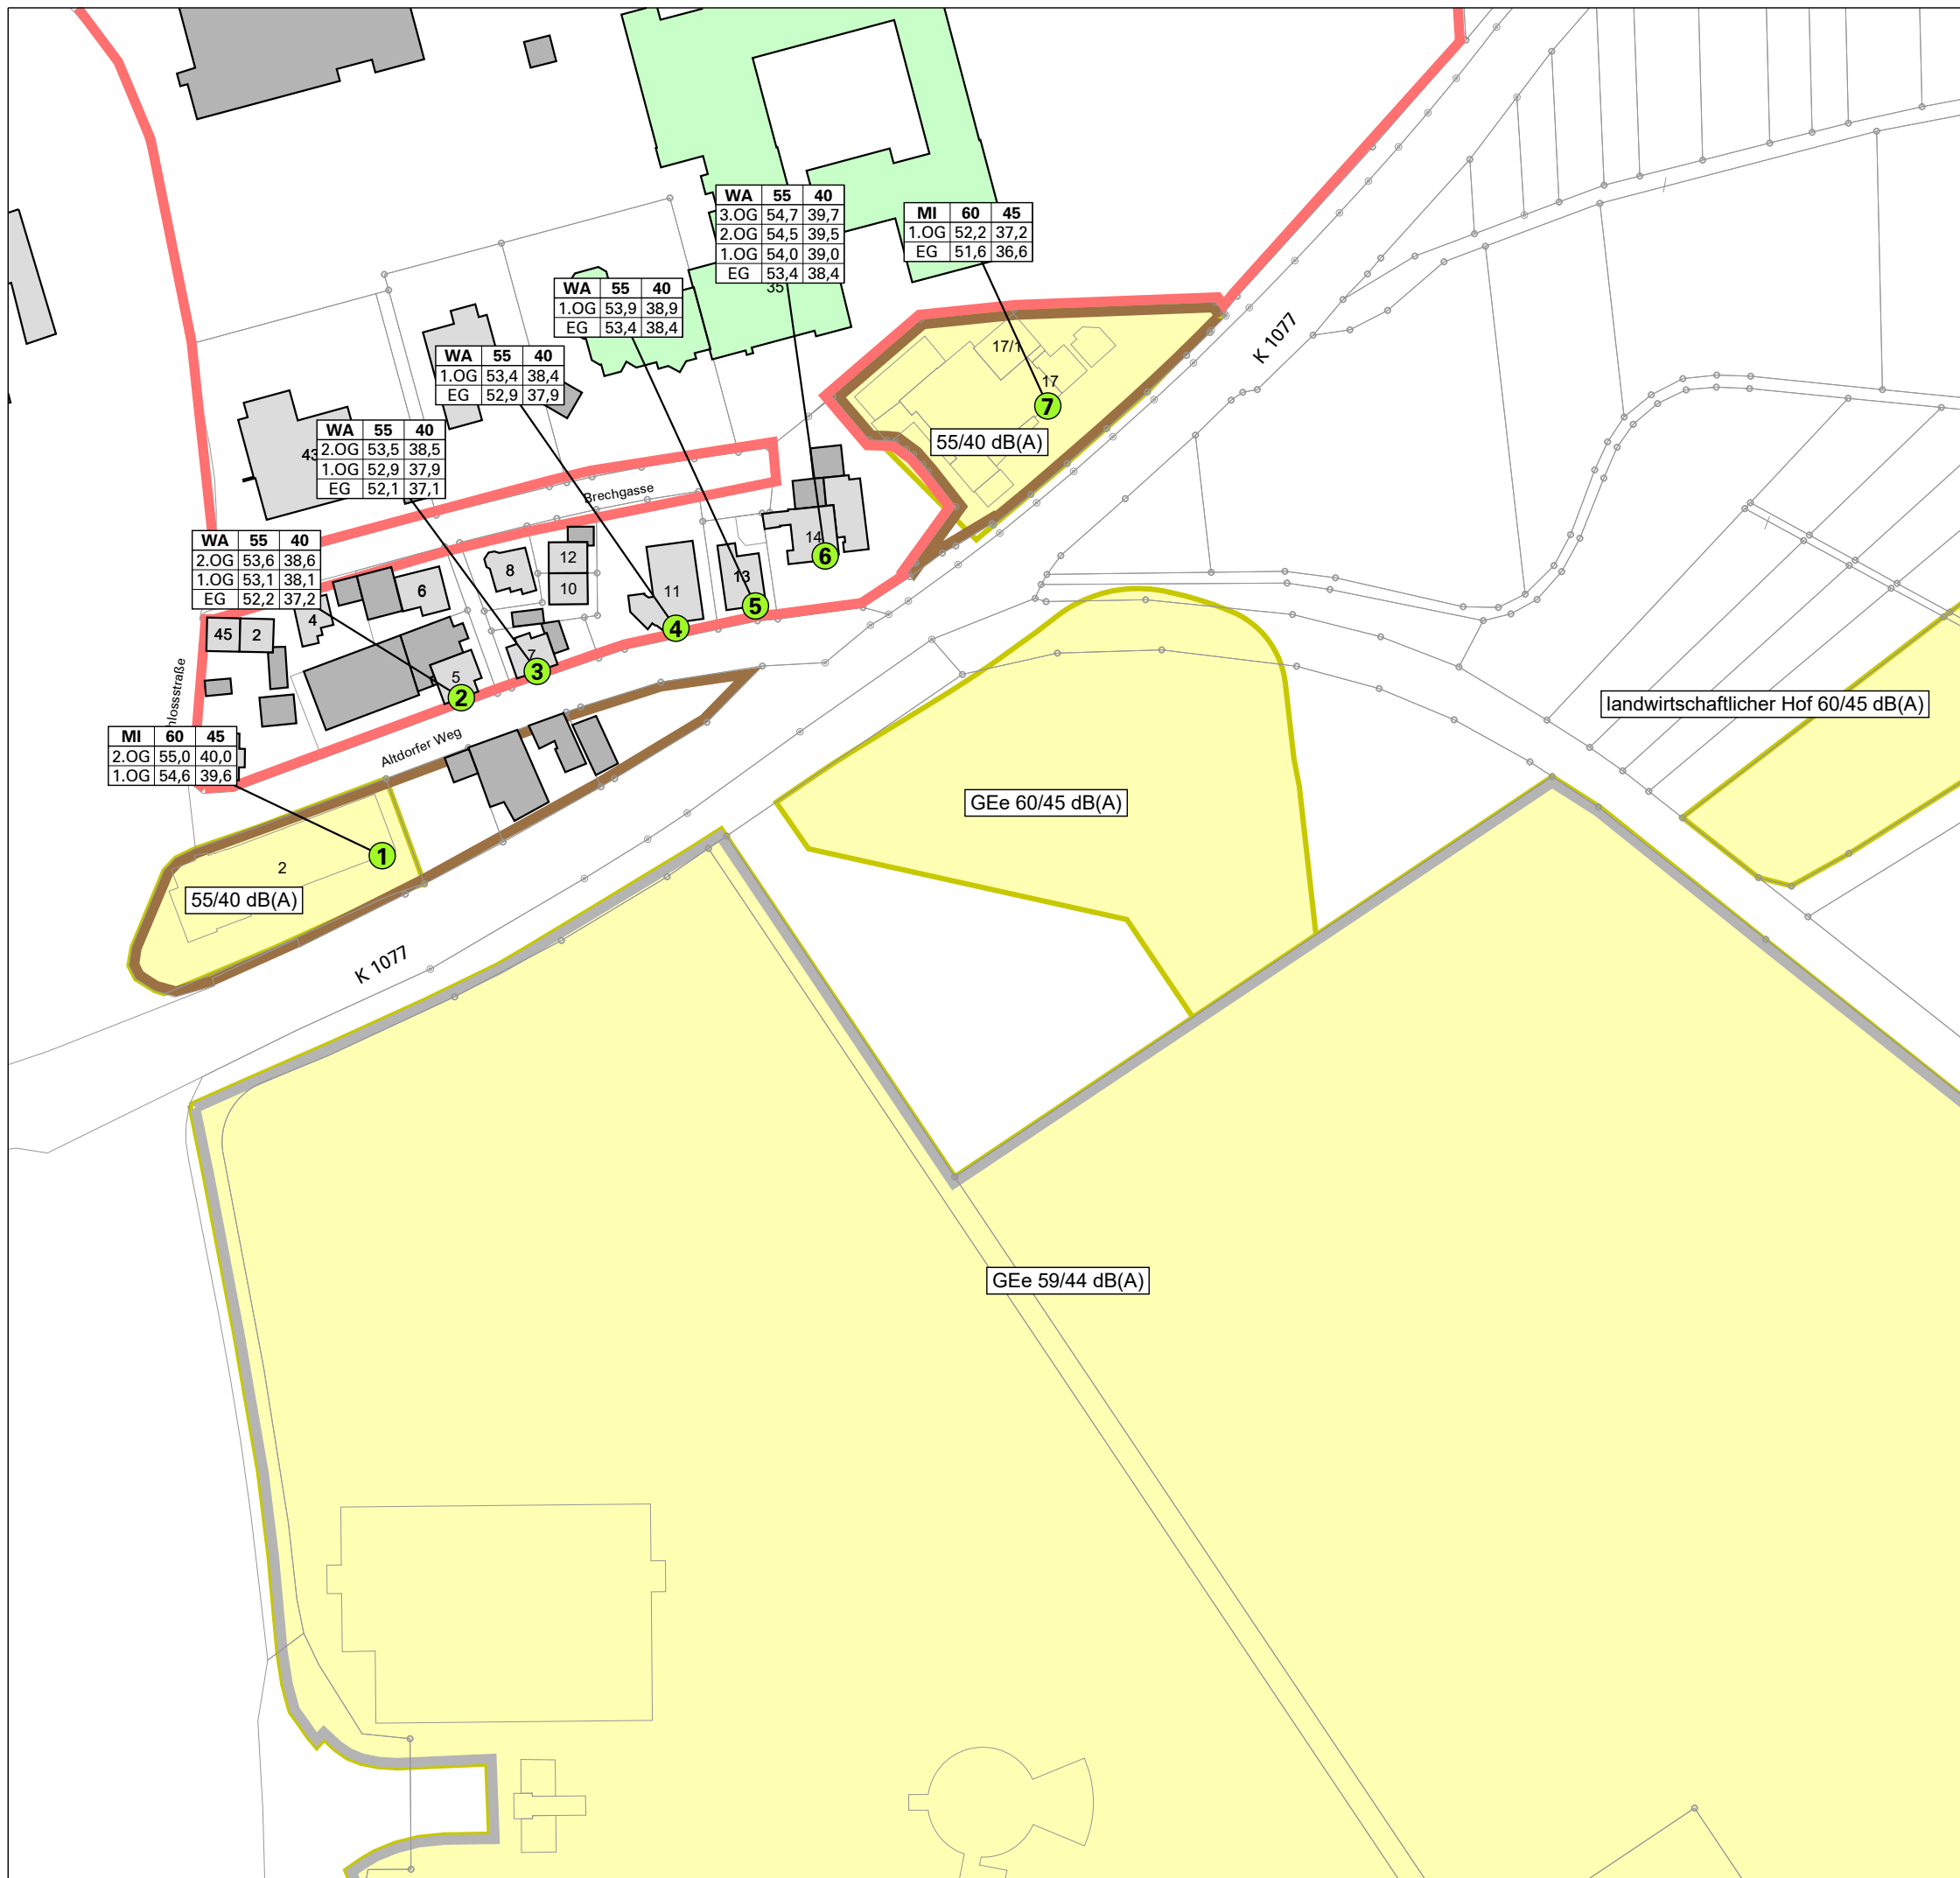 WA 55 40
3.OG 54,7 39,7
2.OG 54,5 39,5
1.OG 54,0 39,0
EG 53,4 38,4
35
MI 60 45
1.OG 52,2 37,2
EG 51,6 36,6
WA 55 40
1.OG 53,9 38,9
EG 53,4 38,4
WA 55 40
1.OG 53,4 38,4
EG 52,9 37,9
WA 55 40
2.OG 53,5 38,5
1.OG 52,9 37,9
EG 52,1 37,1
WA 55 40
2.OG 53,6 38,6
1.OG 53,1 38,1
EG 52,2 37,2
MI 60 45
2.OG 55,0 40,0
1.OG 54,6 39,6
K 1077
17/1
17
7
55/40 dB(A)
43
Brechgasse
14
6
12
10
8
6
13
11
5
4
4
45
2
7
3
5
2
hlossstraße
Altdorfer Weg
1
2
55/40 dB(A)
K 1077
landwirtschaftlicher Hof 60/45 dB(A)
GEe 60/45 dB(A)
GEe 59/44 dB(A)